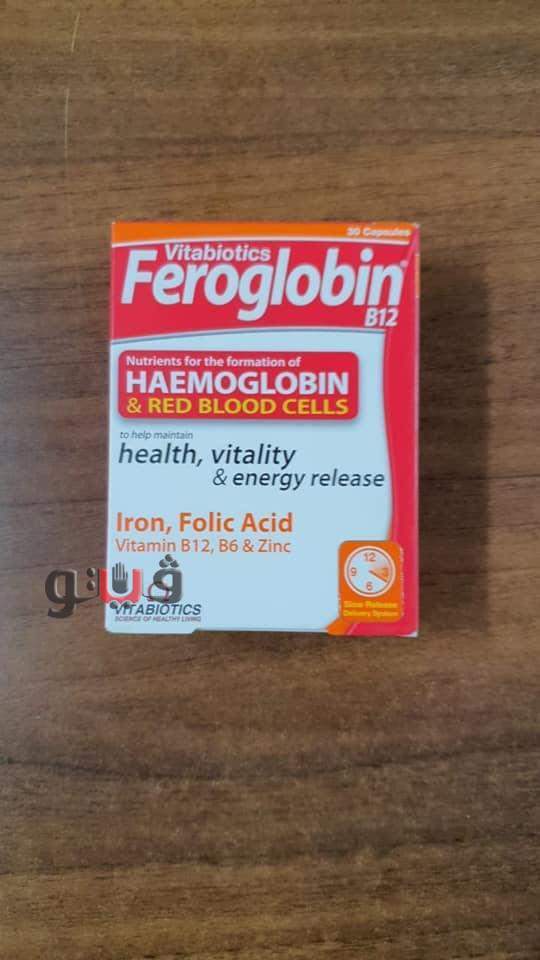 30 Capsules
Vitabiotics
Feroglobin®
B12
Nutrients for the formation of
HAEMOGLOBIN
& RED BLOOD CELLS
to help maintain
health, vitality
& energy release
Iron, Folic Acid
Vitamin B12, B6 & Zinc
12
9 3
6
Slow Release
Delivery System
ڤيتو
VITABIOTICS
SCIENCE OF HEALTHY LIVING